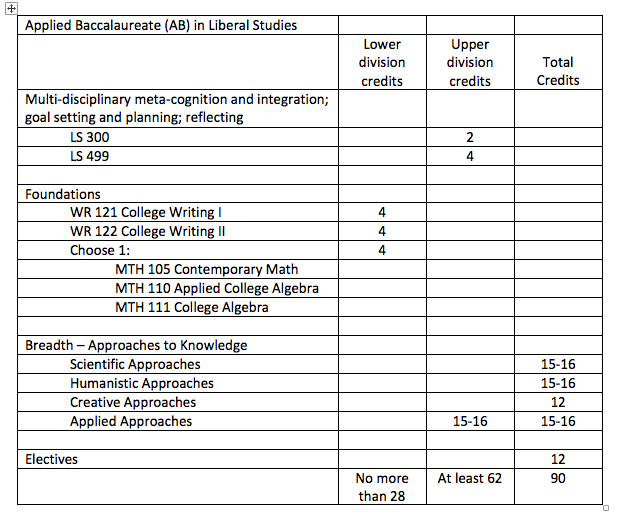 Applied Baccalaureate (AB) in Liberal Studies
Lower division credits Upper division credits Total Credits
Multi-disciplinary meta-cognition and integration;
goal setting and planning; reflecting
LS 300 2
LS 499 4
Foundations
WR 121 College Writing I 4
WR 122 College Writing II 4
Choose 1: 4
MTH 105 Contemporary Math
MTH 110 Applied College Algebra
MTH 111 College Algebra
Breadth – Approaches to Knowledge
Scientific Approaches 15-16
Humanistic Approaches 15-16
Creative Approaches 12
Applied Approaches 15-16 15-16
Electives 12
No more than 28 At least 62 90